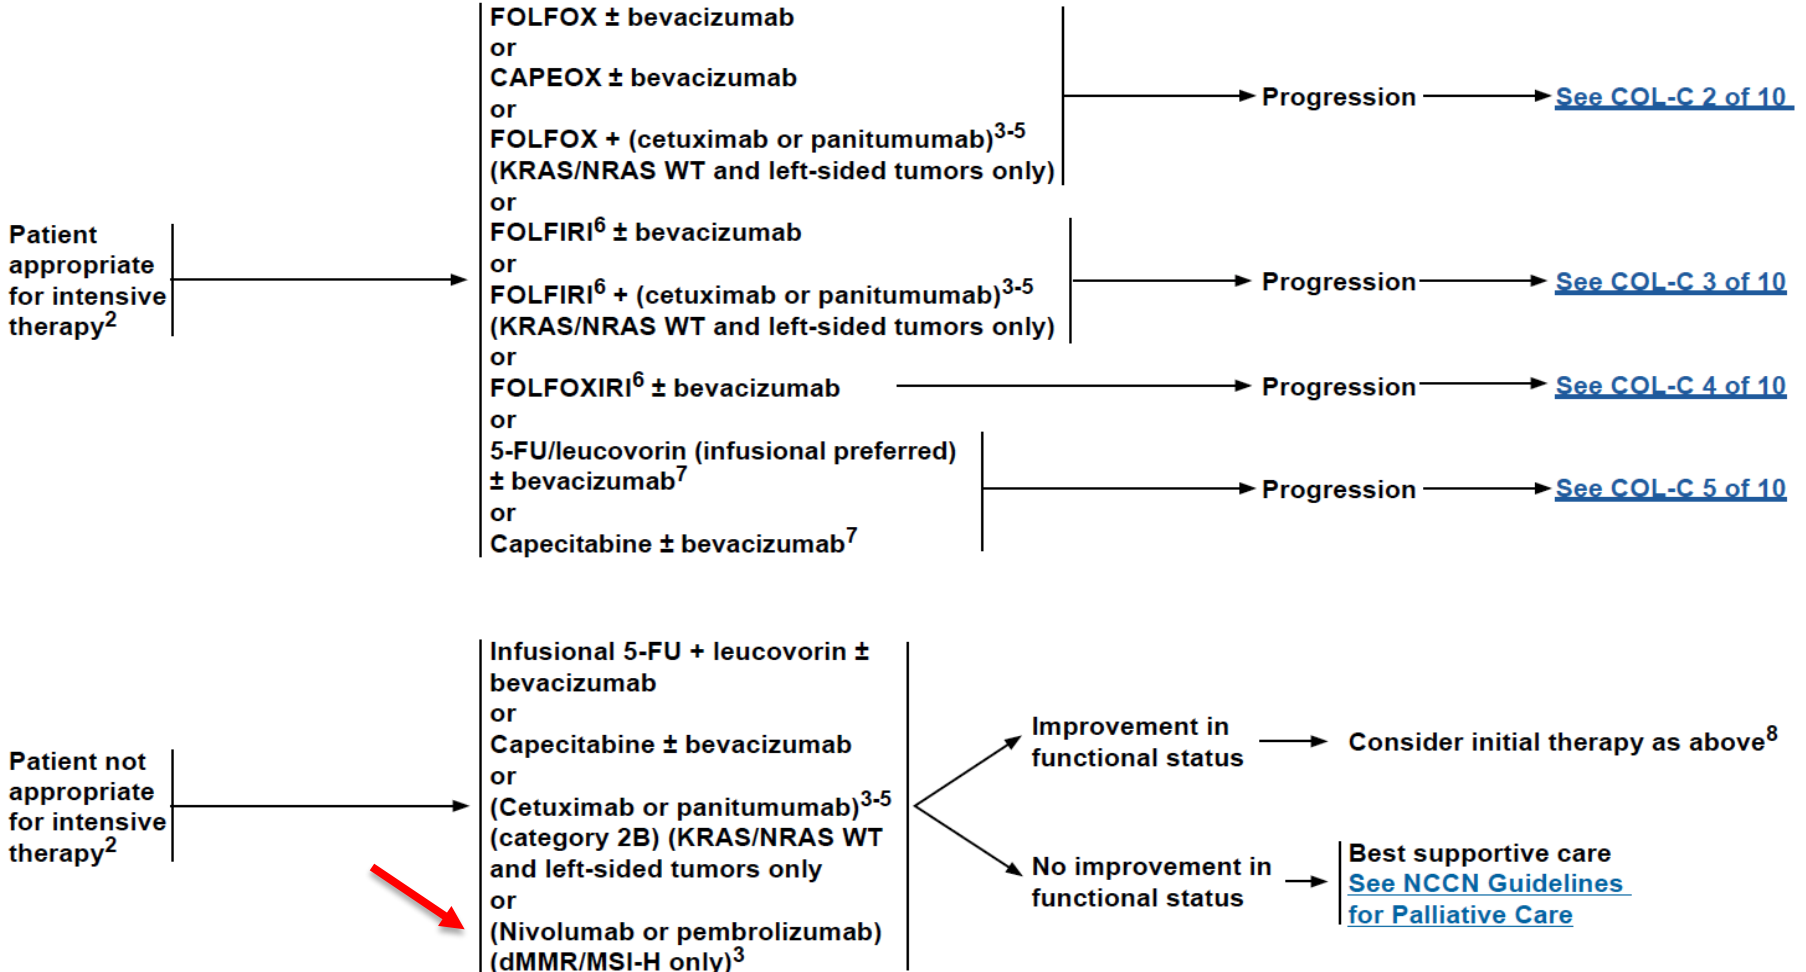 Patient
appropriate
for intensive
therapy2
FOLFOX ± bevacizumab
or
CAPEOX ± bevacizumab
or
FOLFOX + (cetuximab or panitumumab)3-5
(KRAS/NRAS WT and left-sided tumors only)
or
FOLFIRI6 ± bevacizumab
or
FOLFIRI6 + (cetuximab or panitumumab)3-5
(KRAS/NRAS WT and left-sided tumors only)
or
FOLFOXIRI6 ± bevacizumab
or
5-FU/leucovorin (infusional preferred)
± bevacizumab7
or
Capecitabine ± bevacizumab7
Progression
See COL-C 2 of 10
Progression
See COL-C 3 of 10
Progression
See COL-C 4 of 10
Progression
See COL-C 5 of 10
Patient not
appropriate
for intensive
therapy2
Infusional 5-FU + leucovorin ±
bevacizumab
or
Capecitabine ± bevacizumab
or
(Cetuximab or panitumumab)3-5
(category 2B) (KRAS/NRAS WT
and left-sided tumors only
or
(Nivolumab or pembrolizumab)
(dMMR/MSI-H only)3
Improvement in
functional status
Consider initial therapy as above8
No improvement in
functional status
Best supportive care
See NCCN Guidelines
for Palliative Care